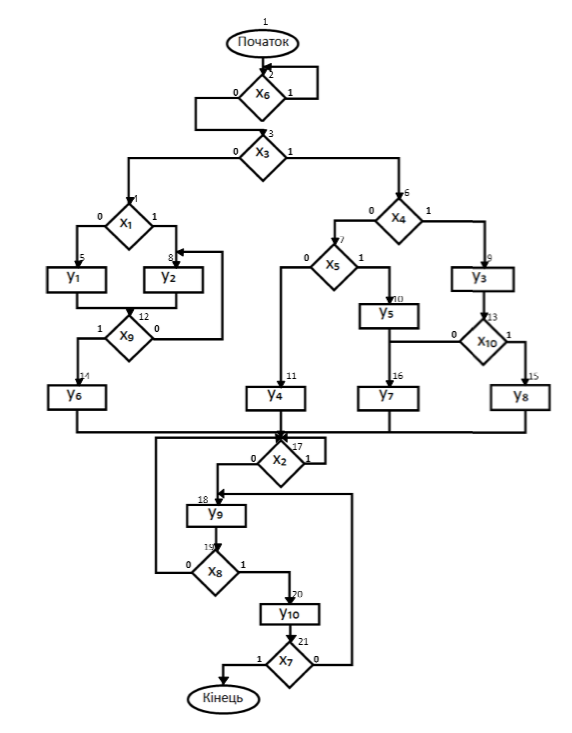 1
Початок
2
0 X6 1
3
0 X3 1
4
0 X1 1
6
0 X4 1
5
y1
8
y2
7
0 X5 1
9
y3
10
y5
12
1 X9 0
13
0 X10 1
14
y6
11
y4
16
y7
15
y8
17
0 X2 1
18
y9
19
0 X8 1
20
y10
21
1 X7 0
Кінець